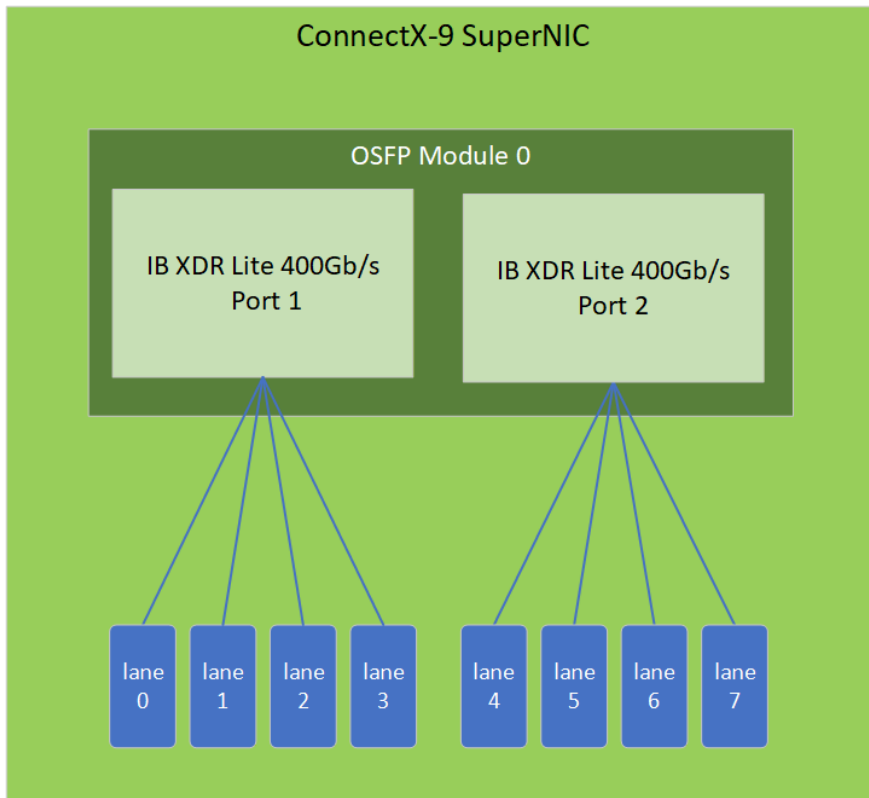 ConnectX-9 SuperNIC
OSFP Module 0
IB XDR Lite 400Gb/s
Port 1
IB XDR Lite 400Gb/s
Port 2
lane
0
lane
1
lane
2
lane
3
lane
4
lane
5
lane
6
lane
7